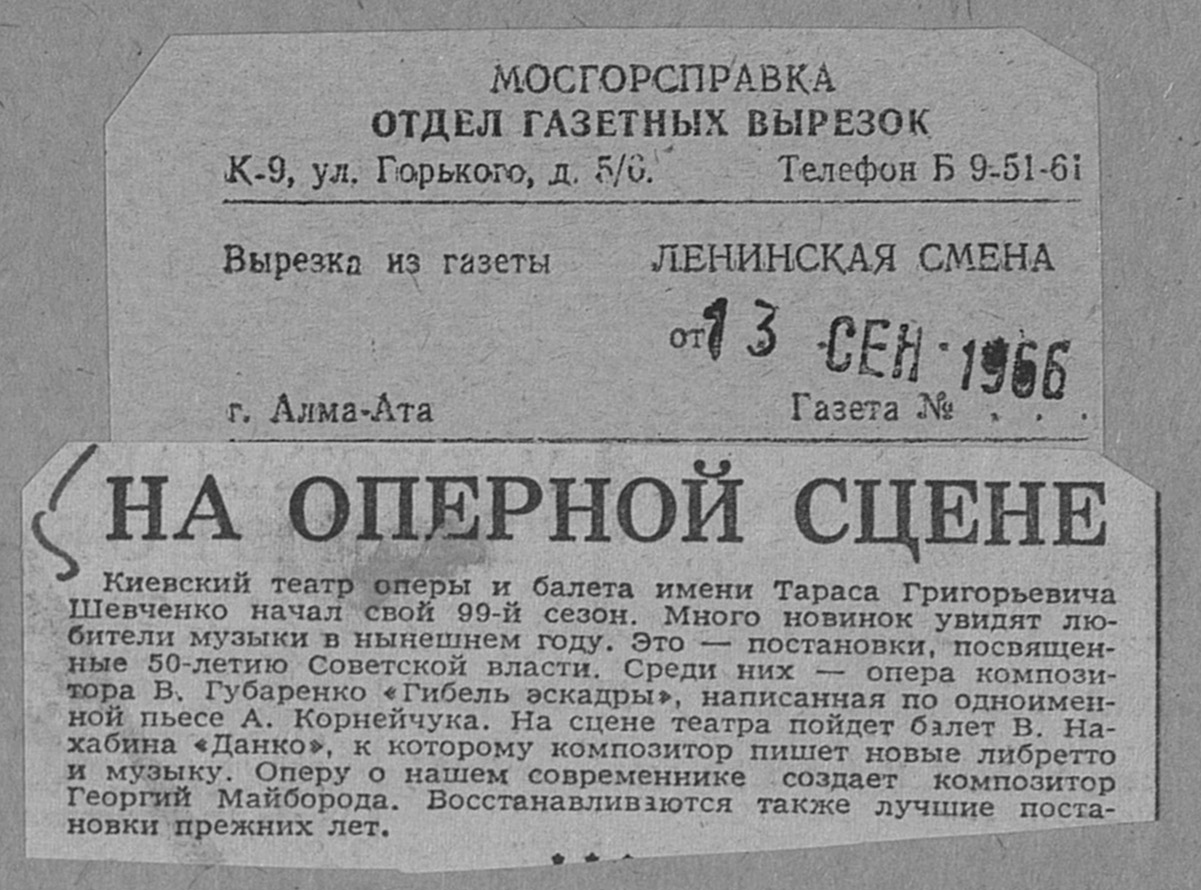 МОСГОРСПРАВКА
ОТДЕЛ ГАЗЕТНЫХ ВЫРЕЗОК
К-9, ул. Горького, д. 5/6. Телефон Б 9-51-61
Вырезка из газеты ЛЕНИНСКАЯ СМЕНА
от 13 СЕН 1966
г. Алма-Ата Газета № . . .
НА ОПЕРНОЙ СЦЕНЕ
Киевский театр оперы и балета имени Тараса Григорьевича
Шевченко начал свой 99-й сезон. Много новинок увидят лю-
бители музыки в нынешнем году. Это — постановки, посвящен-
ные 50-летию Советской власти. Среди них — опера компози-
тора В. Губаренко «Гибель эскадры», написанная по одноимен-
ной пьесе А. Корнейчука. На сцене театра пойдет балет В. На-
хабина «Данко», к которому композитор пишет новые либретто
и музыку. Оперу о нашем современнике создает композитор
Георгий Майборода. Восстанавливаются также лучшие поста-
новки прежних лет.